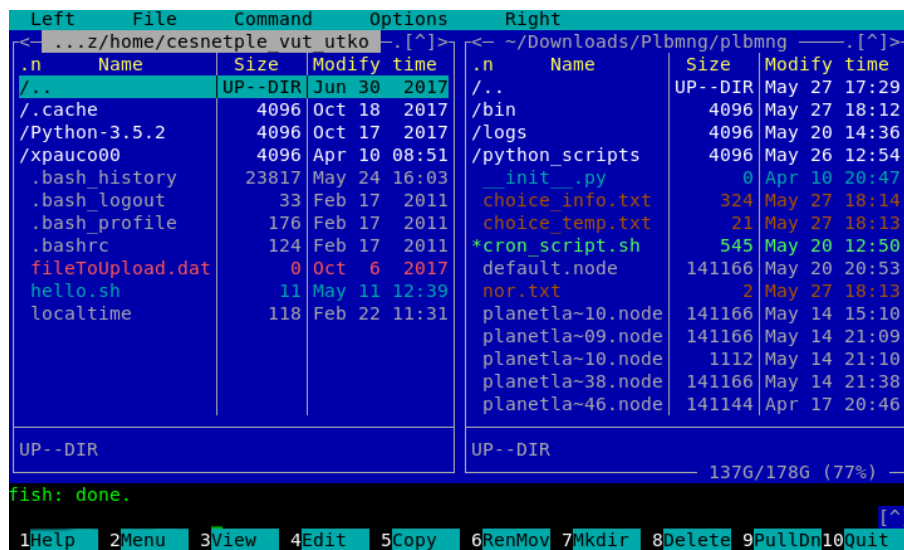 Left File Command Options Right
<─ ...z/home/cesnetple_vut_utko ─.[^]>
.n Name Size Modify time
/.. UP--DIR Jun 30 2017
/.cache 4096 Oct 18 2017
/Python-3.5.2 4096 Oct 17 2017
/xpauco00 4096 Apr 10 08:51
.bash_history 23817 May 24 16:03
.bash_logout 33 Feb 17 2011
.bash_profile 176 Feb 17 2011
.bashrc 124 Feb 17 2011
fileToUpload.dat 0 Oct 6 2017
hello.sh 11 May 11 12:39
localtime 118 Feb 22 11:31
UP--DIR
<─ ~/Downloads/Plbmng/plbmng ───.[^]>
.n Name Size Modify time
/.. UP--DIR May 27 17:29
/bin 4096 May 27 18:12
/logs 4096 May 20 14:36
/python_scripts 4096 May 26 12:54
__init__.py 0 Apr 10 20:47
choice_info.txt 324 May 27 18:14
choice_temp.txt 21 May 27 18:13
*cron_script.sh 545 May 20 12:50
default.node 141166 May 20 20:53
nor.txt 2 May 27 18:13
planetla~10.node 141166 May 14 15:10
planetla~09.node 141166 May 14 21:09
planetla~10.node 1112 May 14 21:10
planetla~38.node 141166 May 14 21:38
planetla~46.node 141144 Apr 17 20:46
UP--DIR
137G/178G (77%)
fish: done.
[^
1Help 2Menu 3View 4Edit 5Copy 6RenMov 7Mkdir 8Delete 9PullDn 10Quit